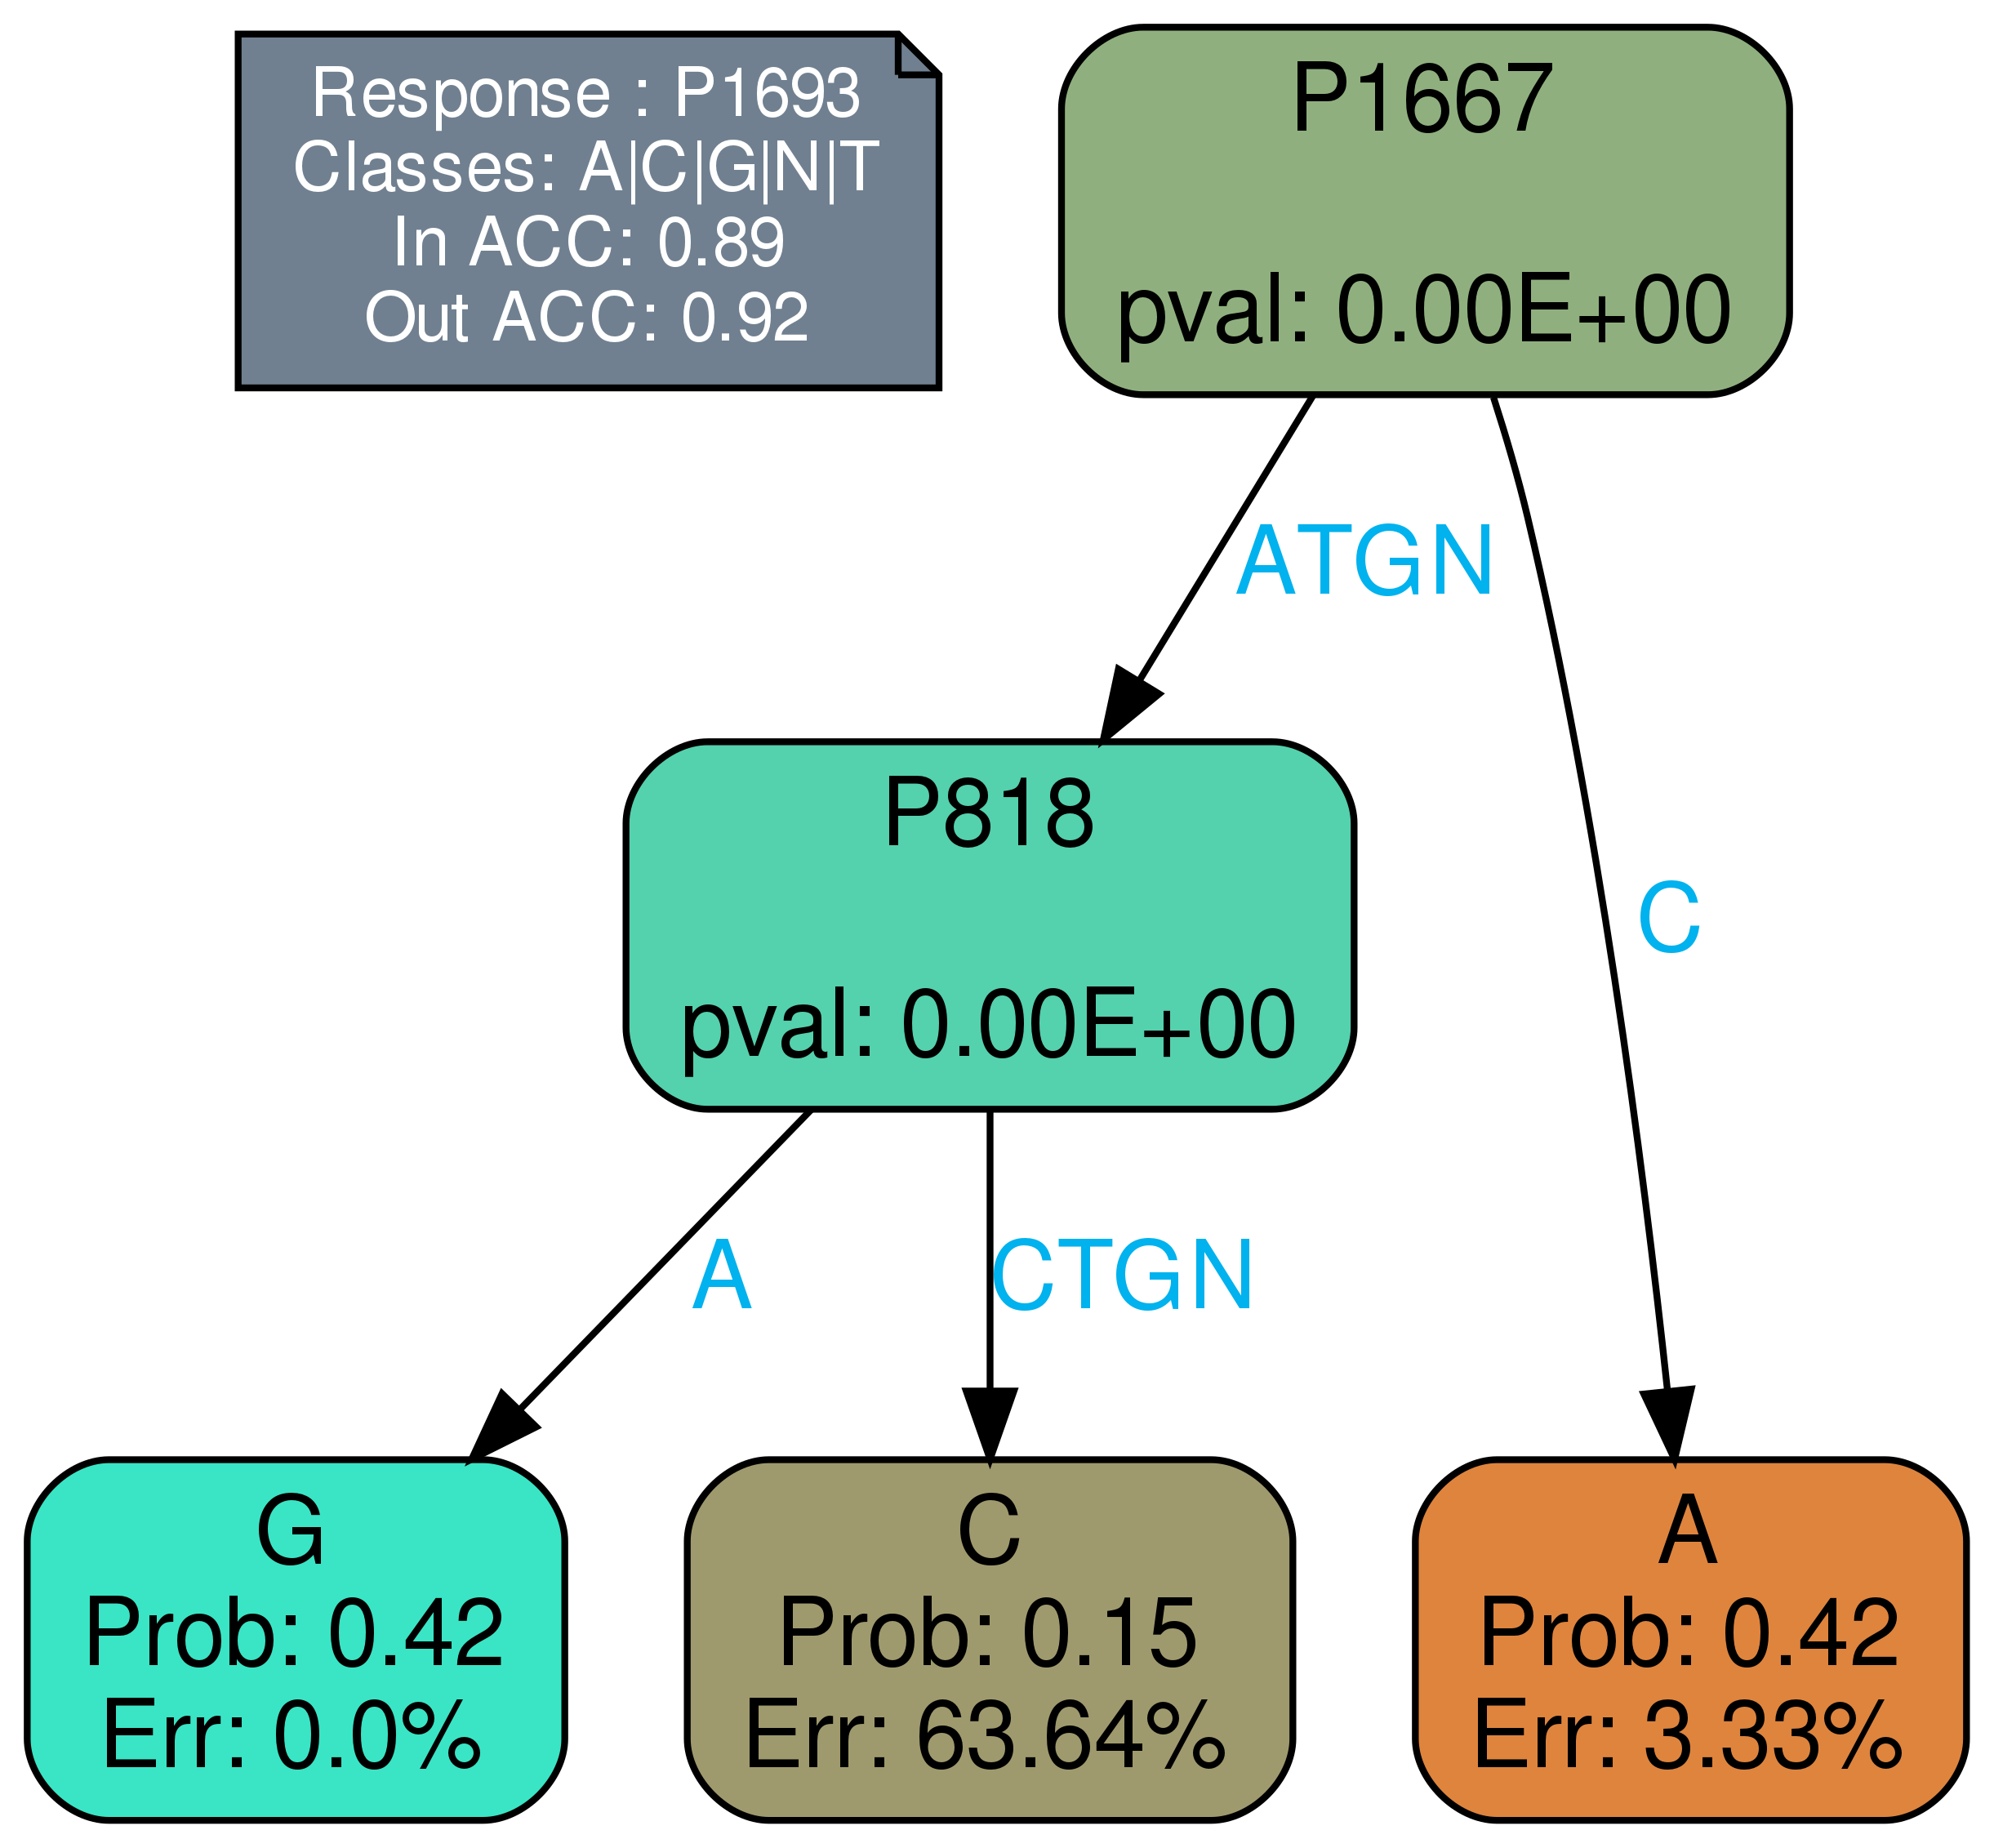 Response : P1693
Classes: A|C|G|N|T
In ACC: 0.89
Out ACC: 0.92
P1667
pval: 0.00E+00
ATGN
C
P818
pval: 0.00E+00
A
CTGN
G
Prob: 0.42
Err: 0.0%
C
Prob: 0.15
Err: 63.64%
A
Prob: 0.42
Err: 3.33%